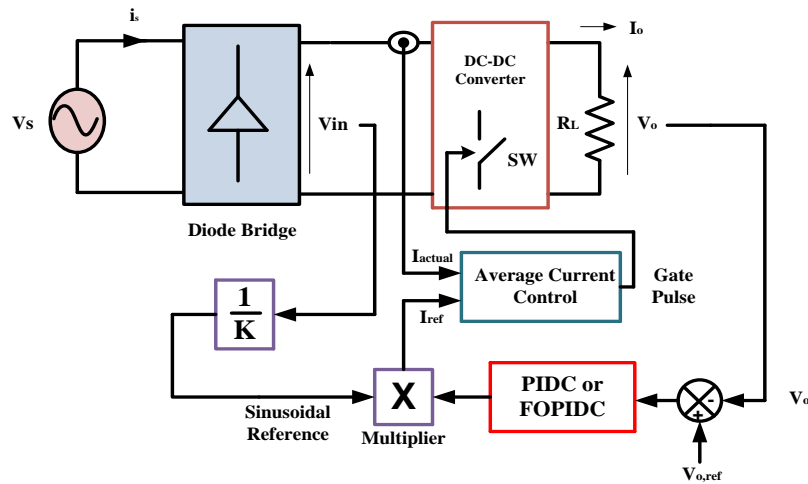 is
Io
DC-DC
Converter
Vs
Vin
RL
Vo
SW
Diode Bridge
Iactual
Average Current
Control
Gate
Pulse
Iref
1
K
X
PIDC or
FOPIDC
-
+
Vo
Sinusoidal
Reference
Multiplier
Vo,ref